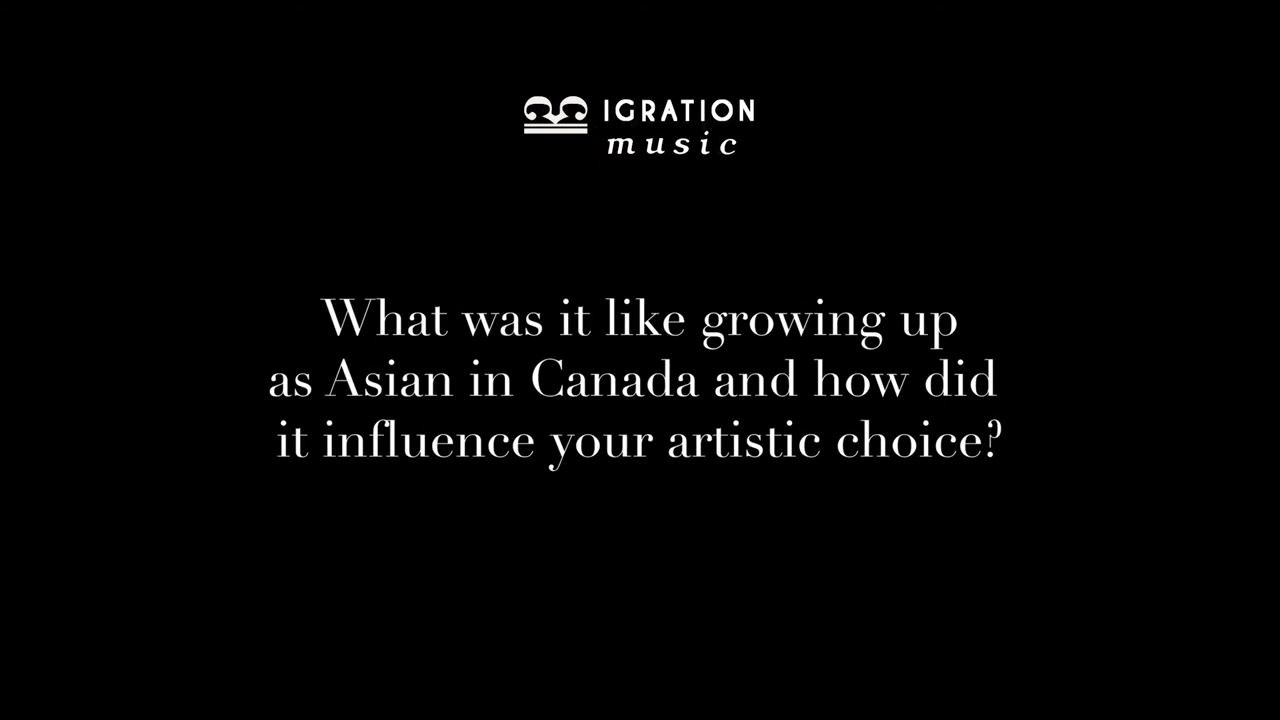 IGRATION
music
What was it like growing up
as Asian in Canada and how did
it influence your artistic choice?